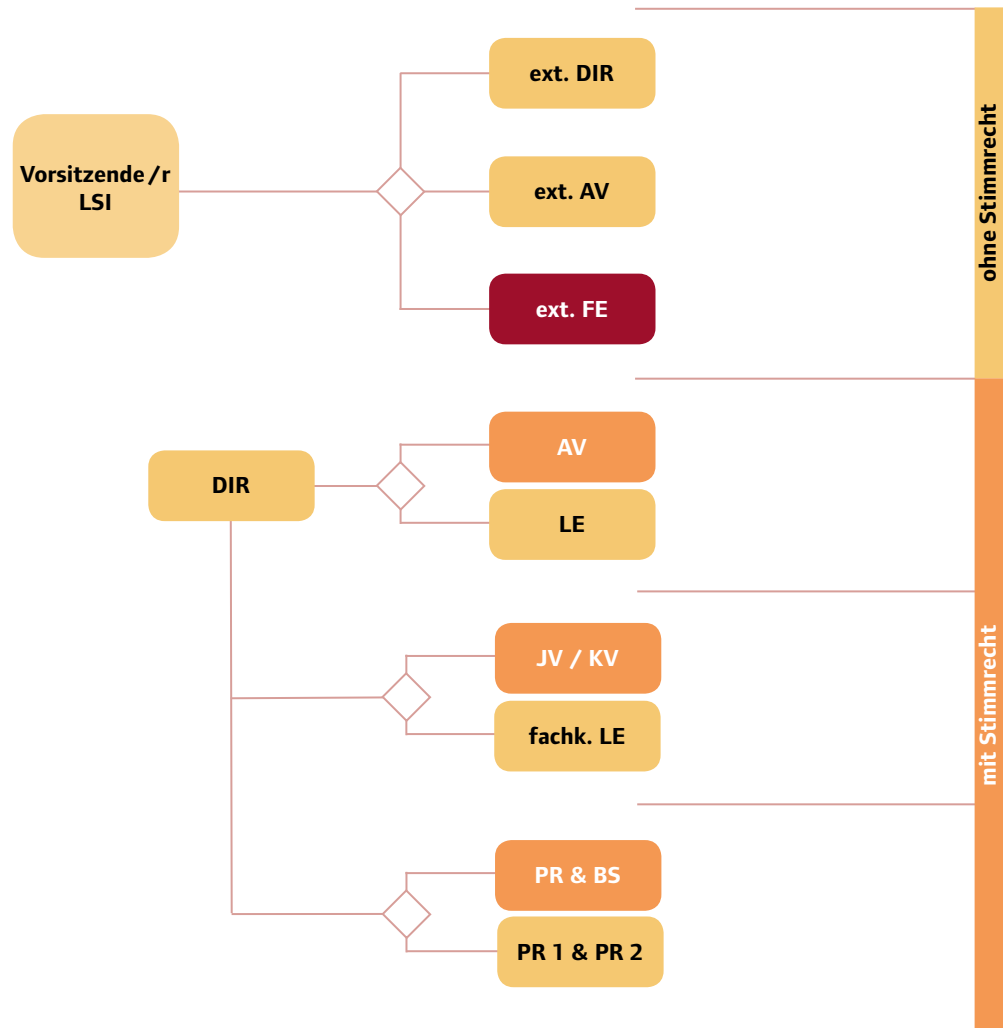 ext. DIR
Vorsitzende/r
LSI
ext. AV
ext. FE
ohne Stimmrecht
AV
DIR
LE
JV / KV
fachk. LE
mit Stimmrecht
PR & BS
PR 1 & PR 2